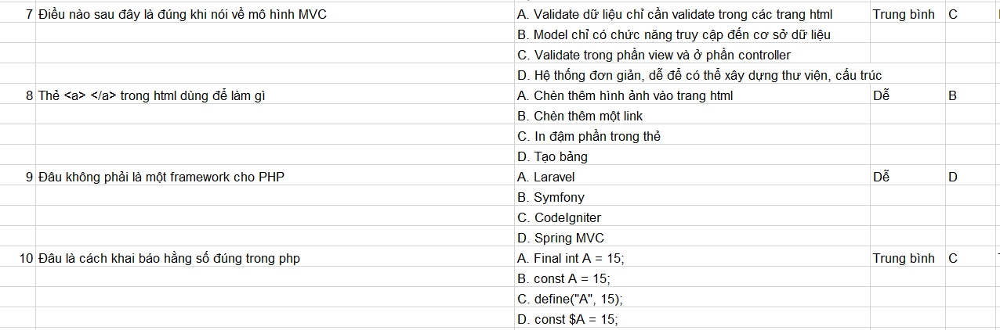 7 Điều nào sau đây là đúng khi nói về mô hình MVC A. Validate dữ liệu chỉ cần validate trong các trang html Trung bình C
B. Model chỉ có chức năng truy cập đến cơ sở dữ liệu
C. Validate trong phần view và ở phần controller
D. Hệ thống đơn giản, dễ để có thể xây dựng thư viện, cấu trúc
8 Thẻ <a> </a> trong html dùng để làm gì A. Chèn thêm hình ảnh vào trang html Dễ B
B. Chèn thêm một link
C. In đậm phần trong thẻ
D. Tạo bảng
9 Đâu không phải là một framework cho PHP A. Laravel Dễ D
B. Symfony
C. CodeIgniter
D. Spring MVC
10 Đâu là cách khai báo hằng số đúng trong php A. Final int A = 15; Trung bình C
B. const A = 15;
C. define("A", 15);
D. const $A = 15;